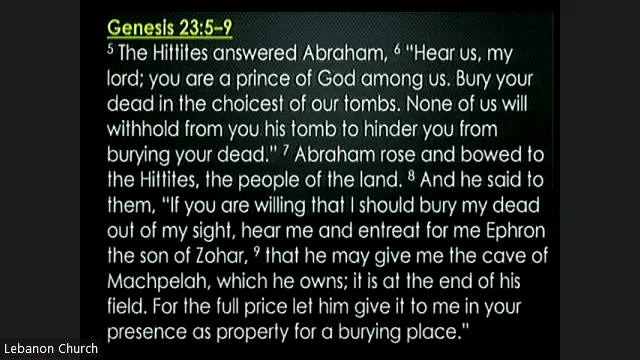 Genesis 23:5–9
5 The Hittites answered Abraham, 6 "Hear us, my
lord; you are a prince of God among us. Bury your
dead in the choicest of our tombs. None of us will
withhold from you his tomb to hinder you from
burying your dead." 7 Abraham rose and bowed to
the Hittites, the people of the land. 8 And he said to
them, "If you are willing that I should bury my dead
out of my sight, hear me and entreat for me Ephron
the son of Zohar, 9 that he may give me the cave of
Machpelah, which he owns; it is at the end of his
field. For the full price let him give it to me in your
presence as property for a burying place."
Lebanon Church